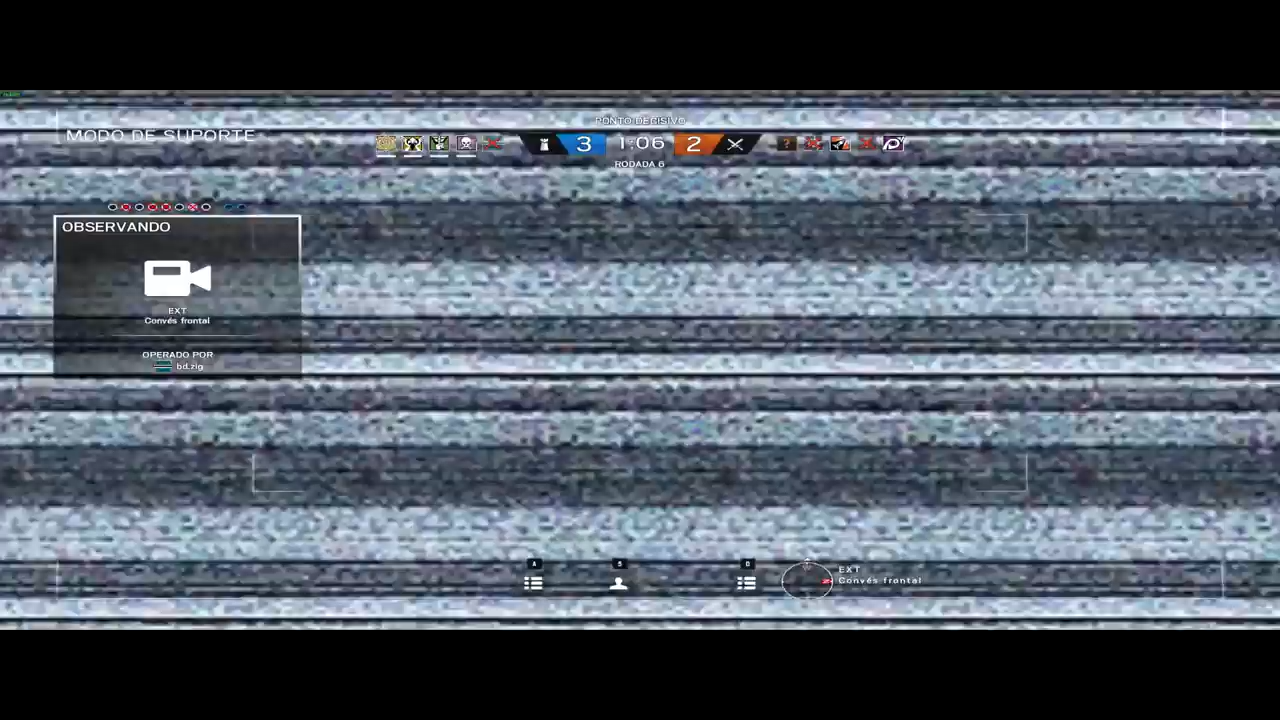 PONTO DECISIVO
MODO DE SUPORTE
3 1:06 2
?
RODADA 6
OBSERVANDO
EXT
Convés frontal
OPERADO POR
bd.zig
A S D
EXT
Convés frontal